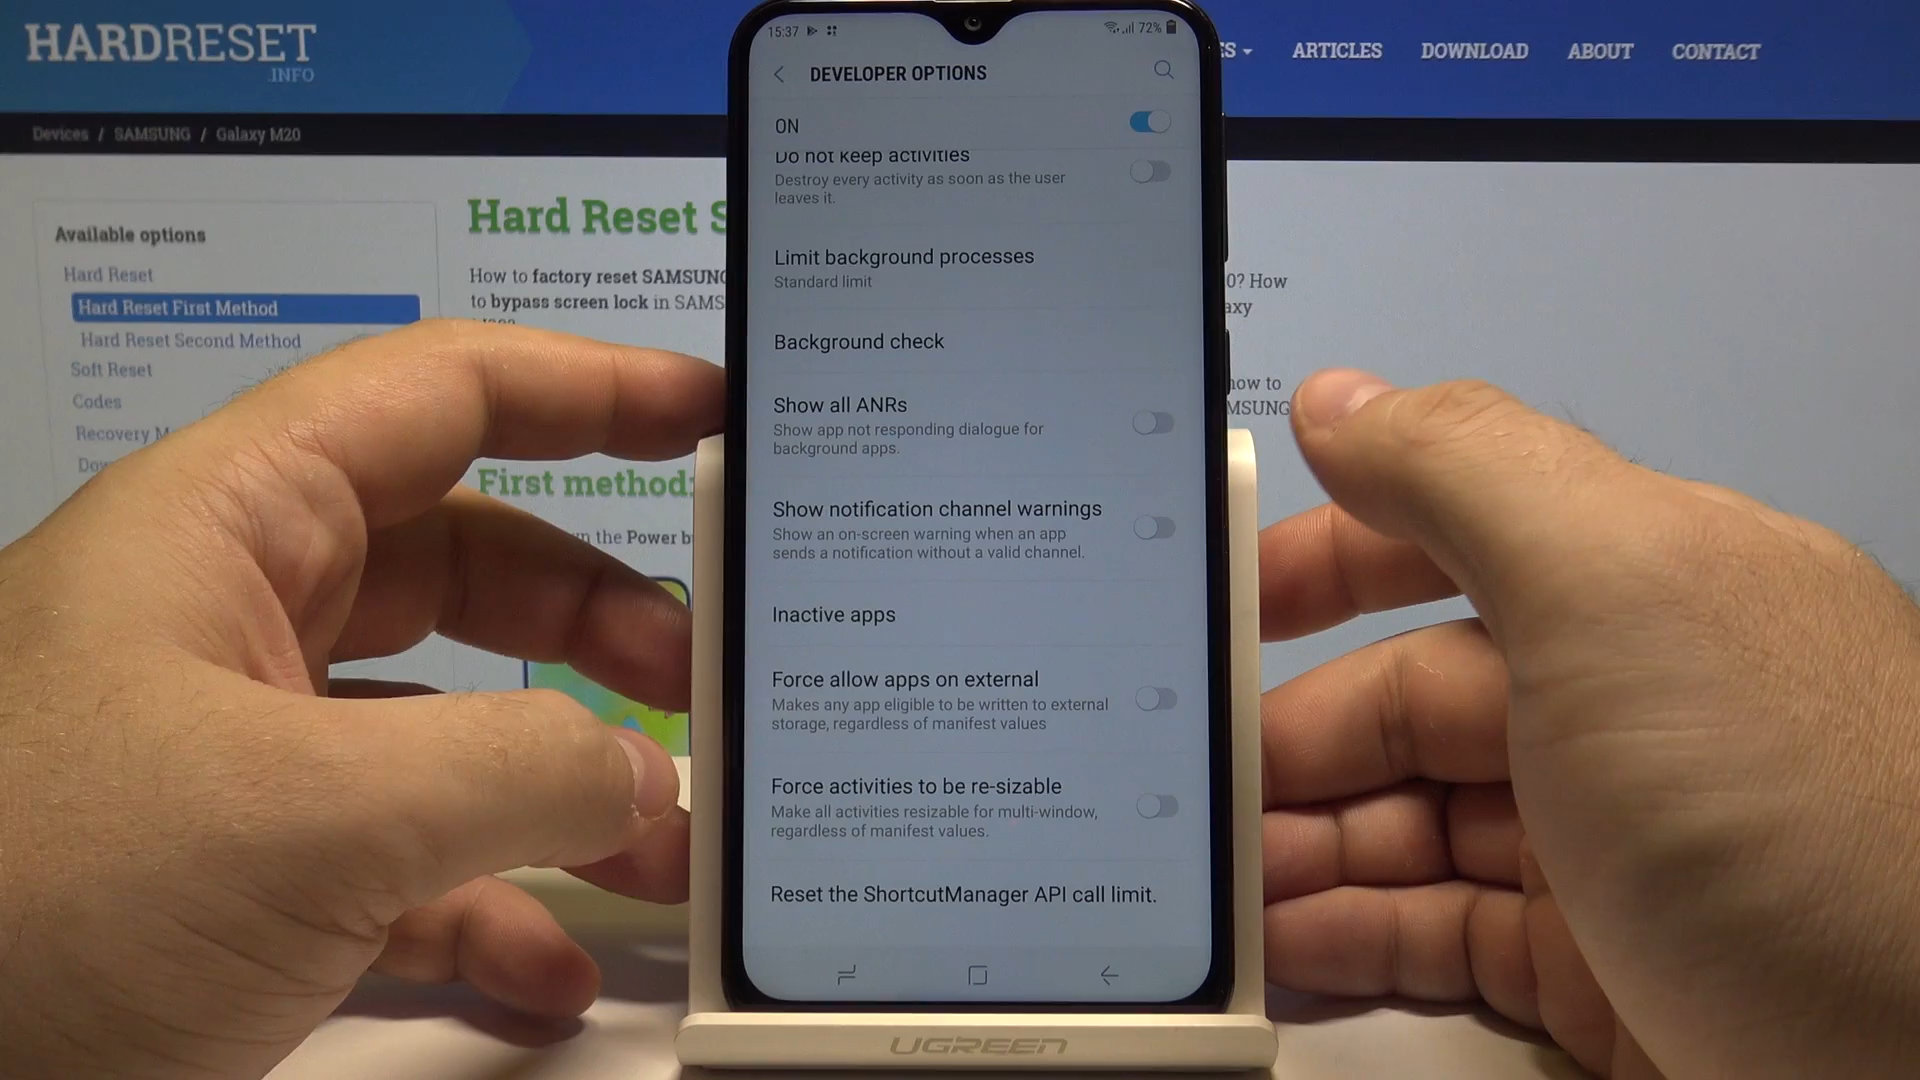 HARDRESET
.INFO
ES
ARTICLES
DOWNLOAD
ABOUT
CONTACT
Devices / SAMSUNG / Galaxy M20
Available options
Hard Reset
Hard Reset First Method
Hard Reset Second Method
Soft Reset
Codes
Recovery M
Dow
Hard Reset S
How to factory reset SAMSUNG
to bypass screen lock in SAMS
First method:
n the Power b
0? How
axy
how to
MSUNG
15:37
72%
DEVELOPER OPTIONS
ON
Do not keep activities
Destroy every activity as soon as the user
leaves it.
Limit background processes
Standard limit
Background check
Show all ANRs
Show app not responding dialogue for
background apps.
Show notification channel warnings
Show an on-screen warning when an app
sends a notification without a valid channel.
Inactive apps
Force allow apps on external
Makes any app eligible to be written to external
storage, regardless of manifest values
Force activities to be re-sizable
Make all activities resizable for multi-window,
regardless of manifest values.
Reset the ShortcutManager API call limit.
UGREEN